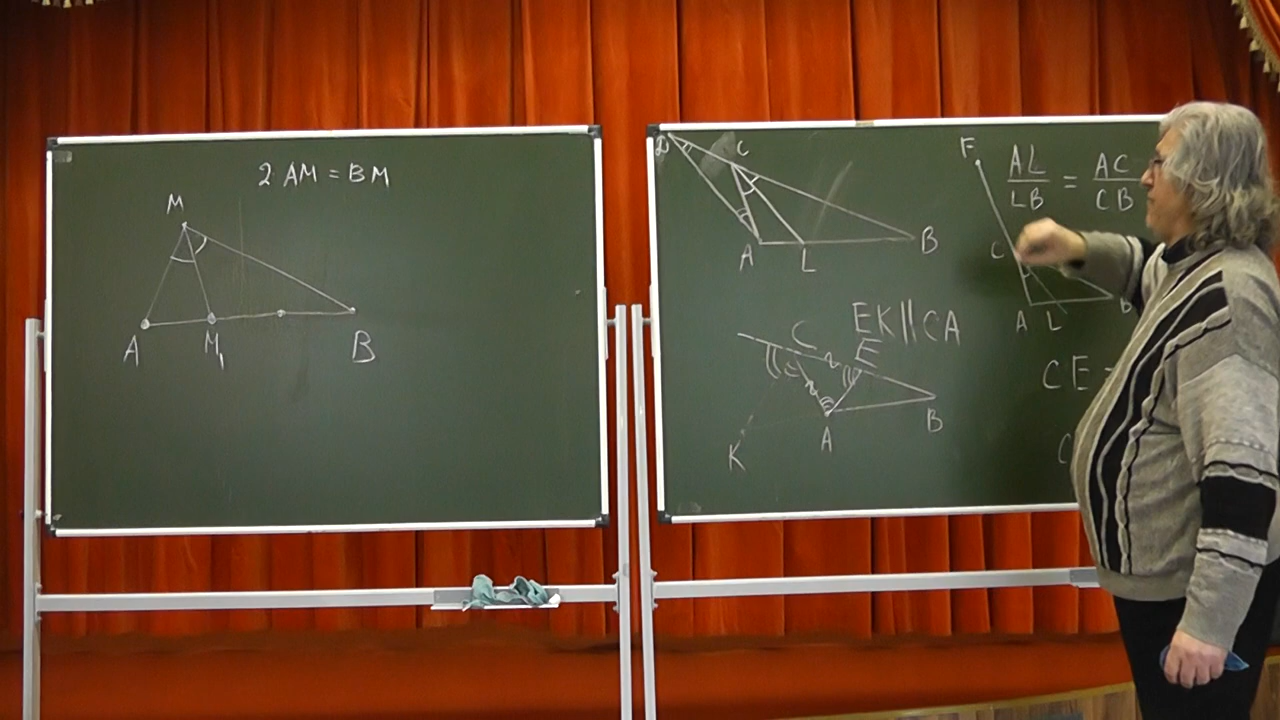 2 AM = BM
M
A M₁ B
D C
A L B
F
AL/LB = AC/CB
C
A L B
EK||CA
C E
A B
K
CE =
C